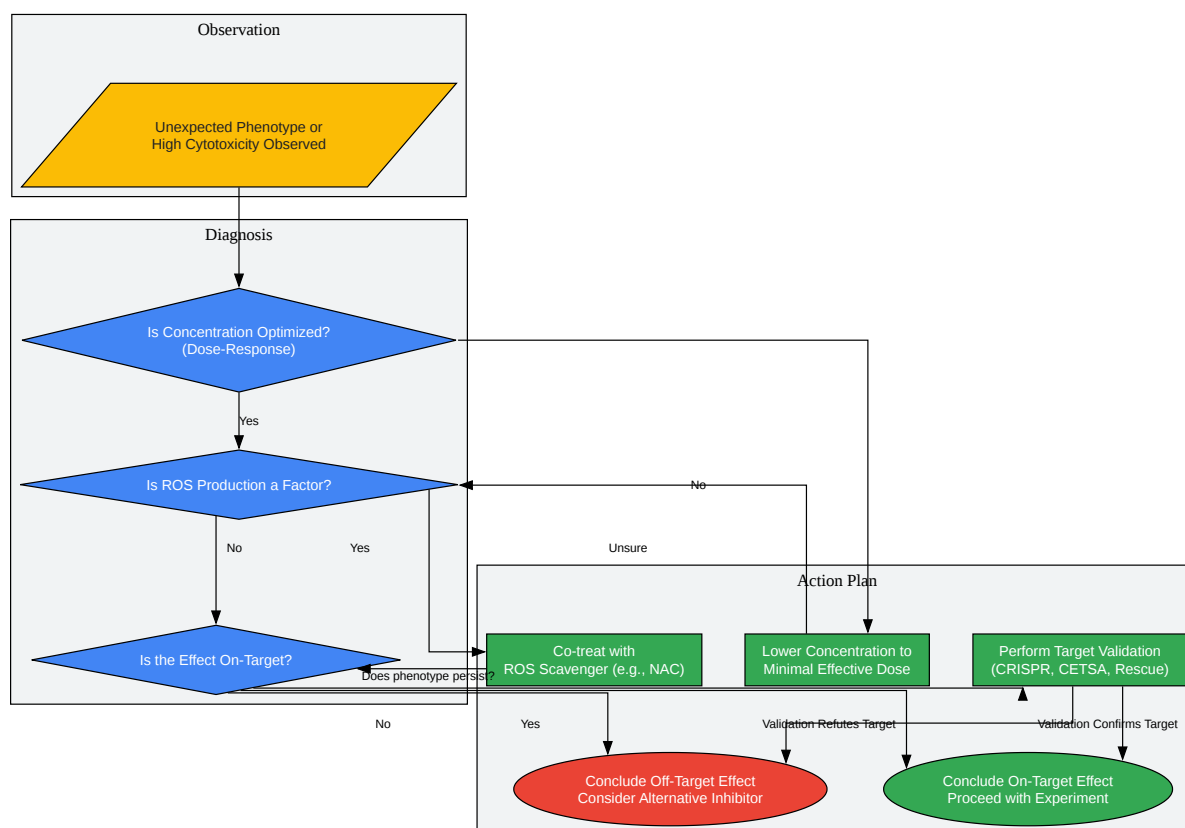 Observation
Unexpected Phenotype or
High Cytotoxicity Observed
Diagnosis
Is Concentration Optimized?
(Dose-Response)
Yes
Is ROS Production a Factor?
No
No
Yes
Unsure
Action Plan
Is the Effect On-Target?
Co-treat with
ROS Scavenger (e.g., NAC)
Lower Concentration to
Minimal Effective Dose
Perform Target Validation
(CRISPR, CETSA, Rescue)
Does phenotype persist?
No
Yes
Validation Refutes Target
Validation Confirms Target
Conclude Off-Target Effect
Consider Alternative Inhibitor
Conclude On-Target Effect
Proceed with Experiment